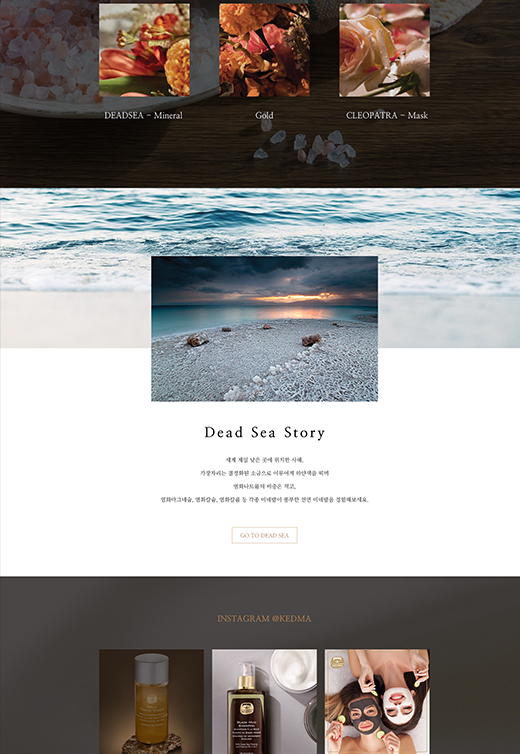 DEADSEA - Mineral
Gold
CLEOPATRA - Mask
Dead Sea Story
세계 제일 낮은 곳에 위치한 사해,
가장자리는 결정화된 소금으로 이루어져 하얀색을 띄며
염화나트륨의 비중은 적고,
염화마그네슘, 염화칼슘, 염화칼륨 등 각종 미네랄이 풍부한 천연 미네랄을 경험해보세요.
GO TO DEAD SEA
INSTAGRAM @KEDMA